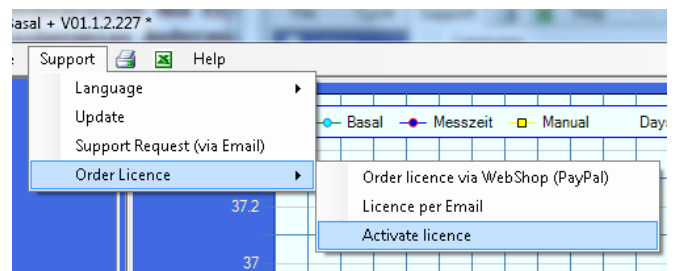 Basal + V01.1.2.227 *
Support Help
Language
Update
Basal Messzeit Manual Days
Support Request (via Email)
Order Licence
Order licence via WebShop (PayPal)
37.2
Licence per Email
Activate licence
37